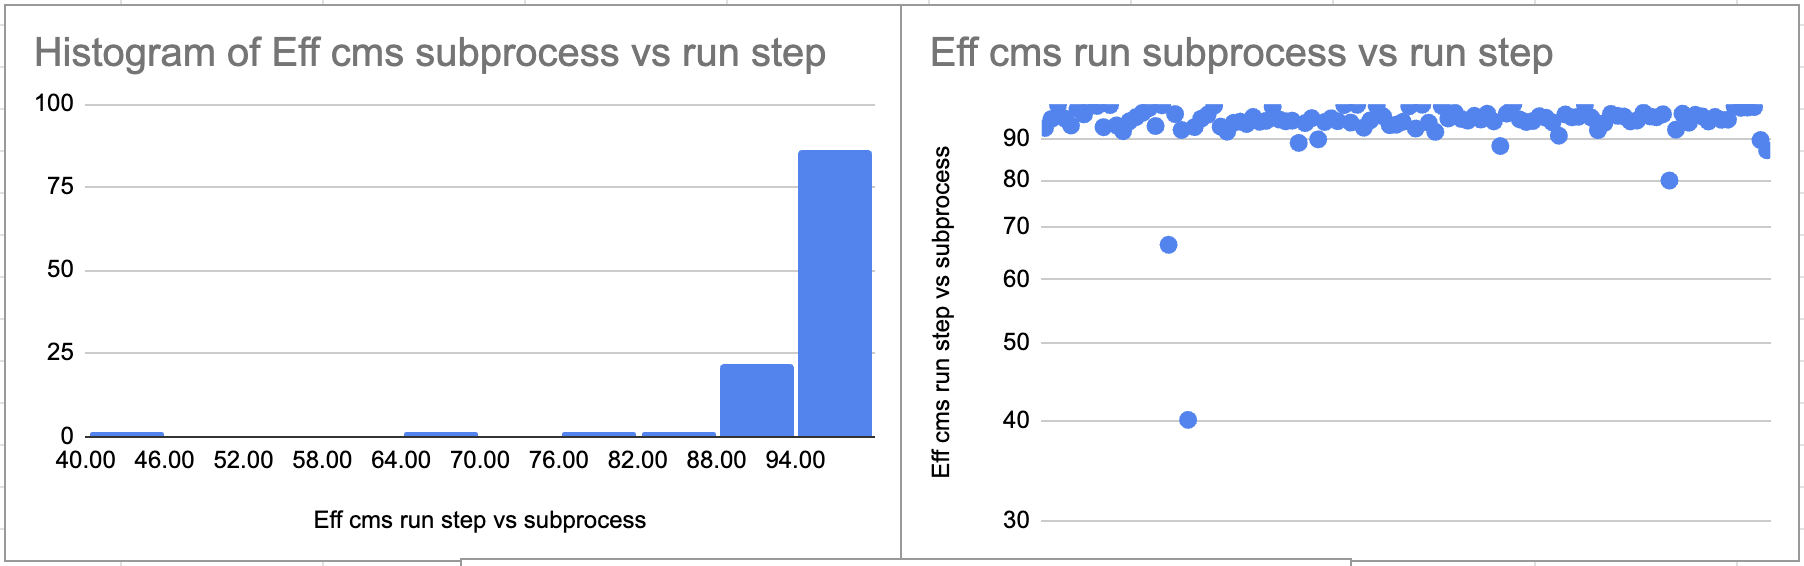 Histogram of Eff cms subprocess vs run step
100
75
50
25
0
40.00 46.00 52.00 58.00 64.00 70.00 76.00 82.00 88.00 94.00
Eff cms run step vs subprocess
Eff cms run subprocess vs run step
Eff cms run step vs subprocess
90
80
70
60
50
40
30